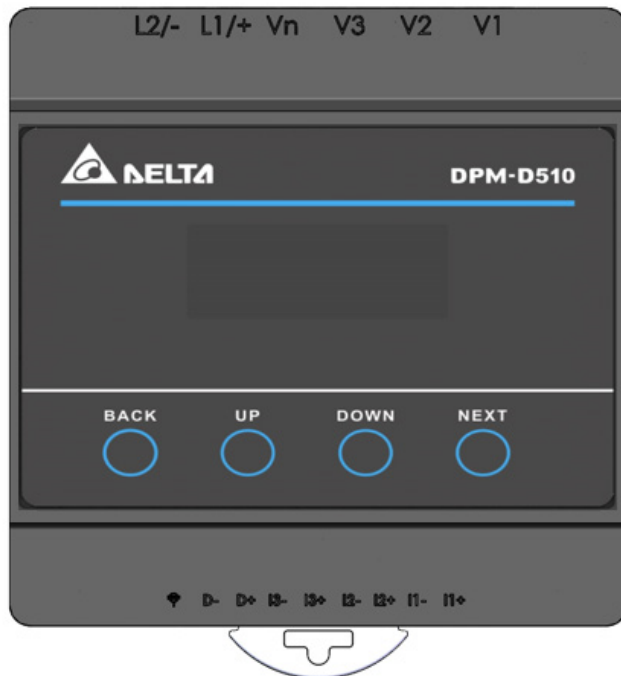 L2/- L1/+ Vn V3 V2 V1
DELTA DPM-D510
BACK UP DOWN NEXT
D- D+ I3- I3+ I2- I2+ I1- I1+